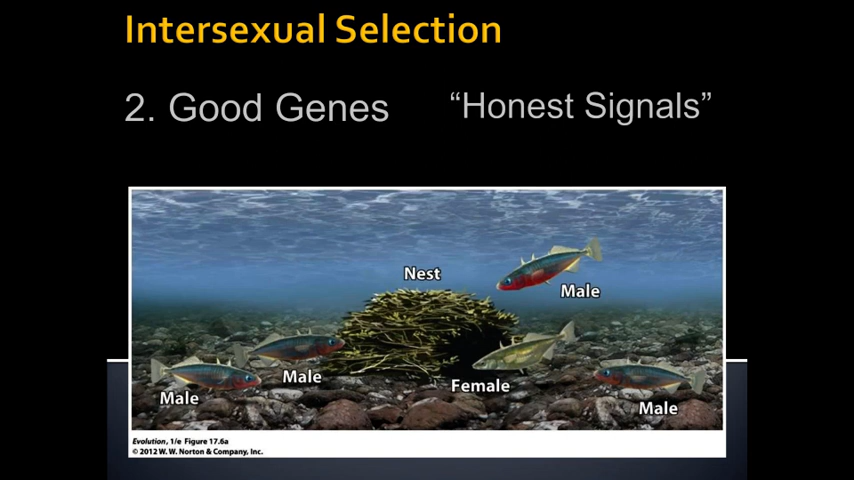 Intersexual Selection
2. Good Genes “Honest Signals”
Nest
Male
Male
Female
Male
Male
Evolution, 1/e Figure 17.6a
© 2012 W. W. Norton & Company, Inc.